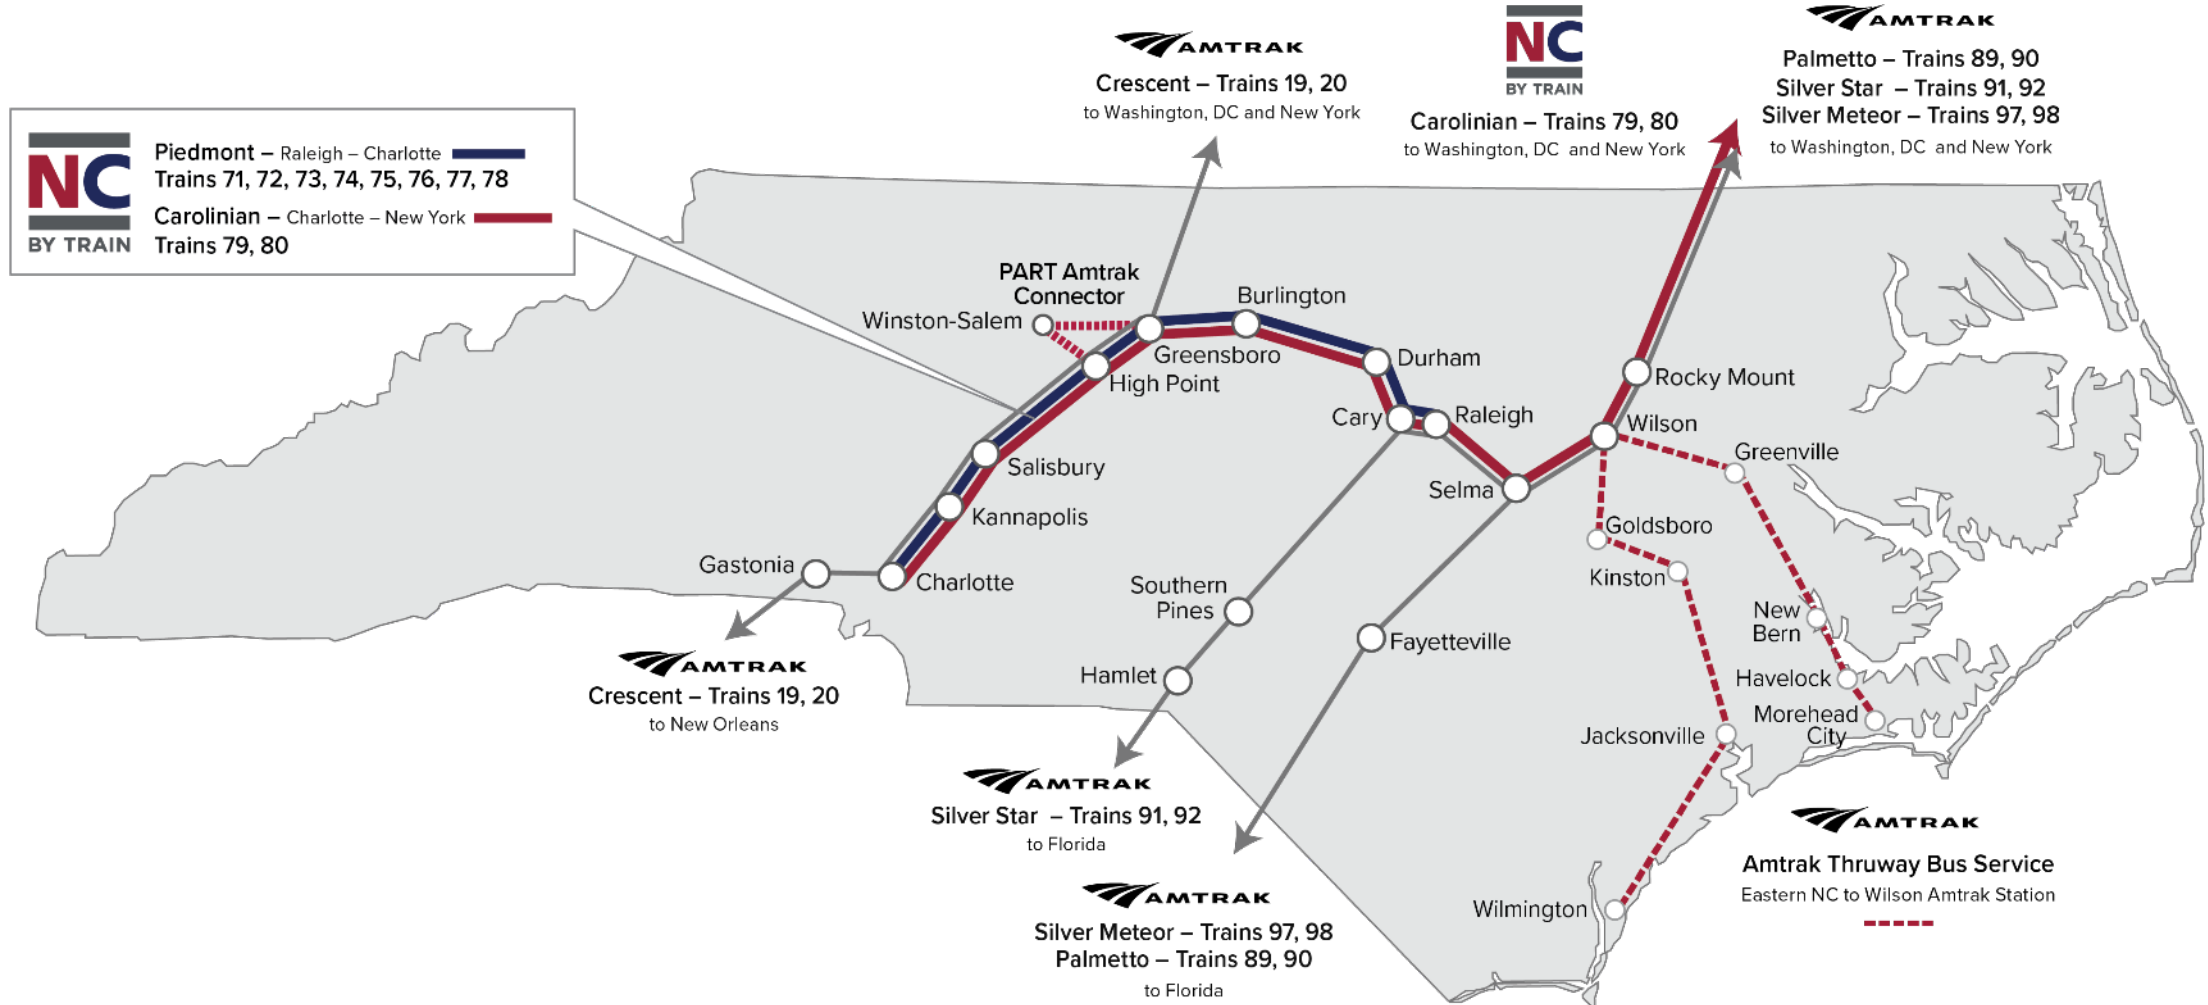 AMTRAK
Crescent – Trains 19, 20
to Washington, DC and New York
NC
BY TRAIN
Carolinian – Trains 79, 80
to Washington, DC and New York
AMTRAK
Palmetto – Trains 89, 90
Silver Star – Trains 91, 92
Silver Meteor – Trains 97, 98
to Washington, DC and New York
NC
BY TRAIN
Piedmont – Raleigh – Charlotte
Trains 71, 72, 73, 74, 75, 76, 77, 78
Carolinian – Charlotte – New York
Trains 79, 80
PART Amtrak
Connector
Winston-Salem
Burlington
Greensboro
High Point
Durham
Cary
Raleigh
Rocky Mount
Wilson
Greenville
Salisbury
Selma
Kannapolis
Goldsboro
Kinston
Gastonia
Charlotte
Southern
Pines
New
Bern
Fayetteville
Hamlet
Havelock
Morehead
City
Jacksonville
AMTRAK
Crescent – Trains 19, 20
to New Orleans
AMTRAK
Silver Star – Trains 91, 92
to Florida
AMTRAK
Silver Meteor – Trains 97, 98
Palmetto – Trains 89, 90
to Florida
Wilmington
AMTRAK
Amtrak Thruway Bus Service
Eastern NC to Wilson Amtrak Station